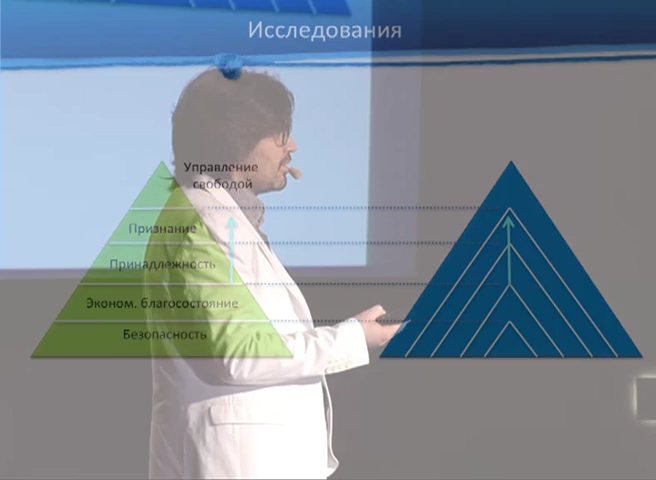 Исследования
Управление
свободой
Признание
Принадлежность
Эконом. благосостояние
Безопасность